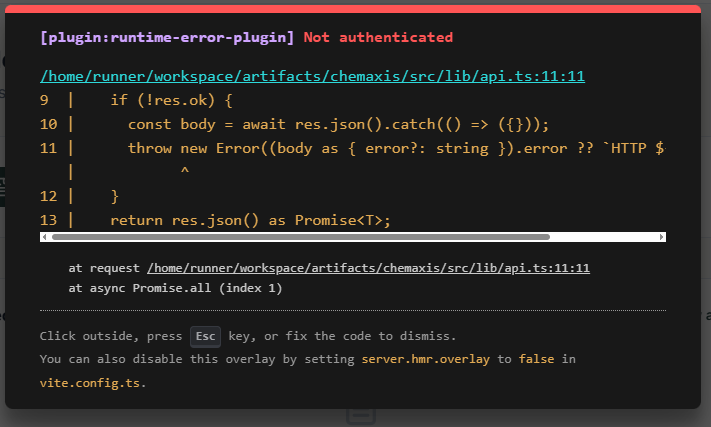 [plugin:runtime-error-plugin] Not authenticated
/home/runner/workspace/artifacts/chemaxis/src/lib/api.ts:11:11
9  |    if (!res.ok) {
10 |      const body = await res.json().catch(() => ({}));
11 |      throw new Error((body as { error?: string }).error ?? `HTTP $
   |            ^
12 |    }
13 |    return res.json() as Promise<T>;
at request /home/runner/workspace/artifacts/chemaxis/src/lib/api.ts:11:11
at async Promise.all (index 1)
Click outside, press Esc key, or fix the code to dismiss.
You can also disable this overlay by setting server.hmr.overlay to false in
vite.config.ts.